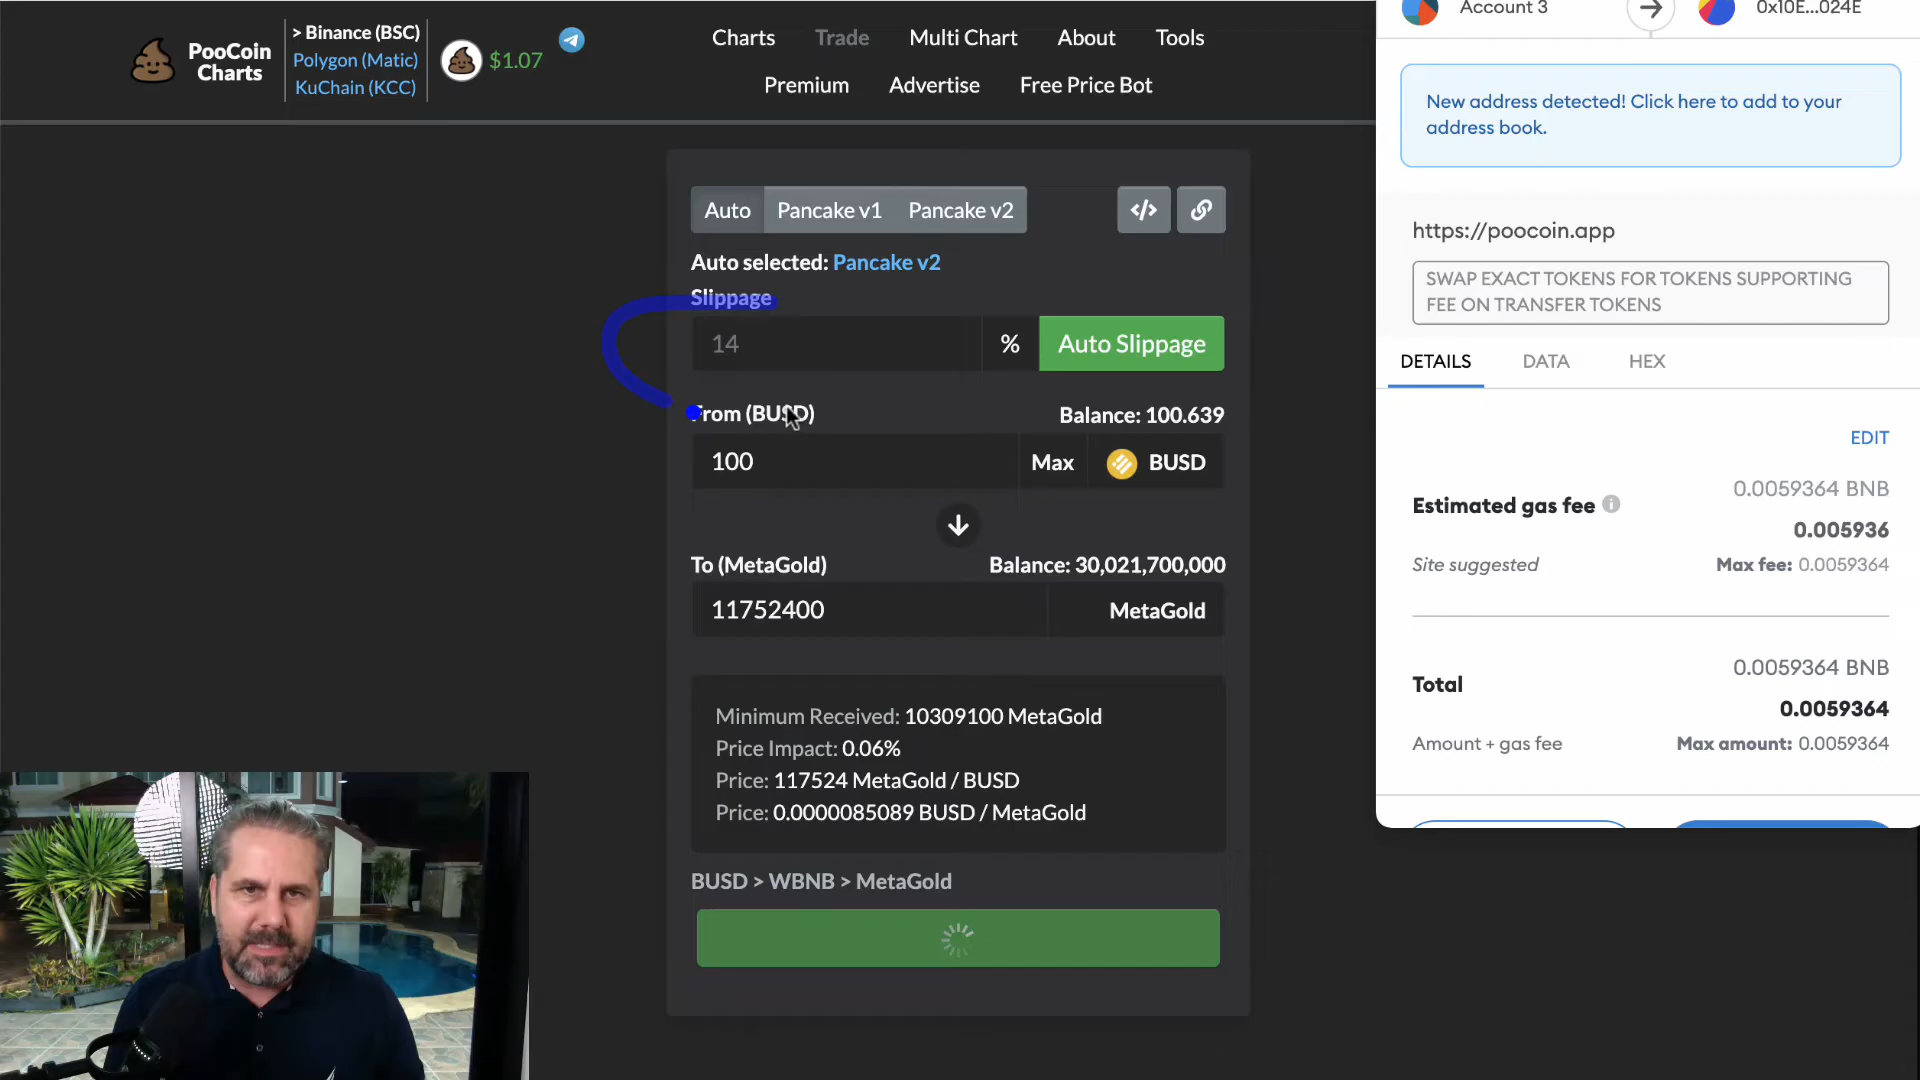 PooCoin
Charts
> Binance (BSC)
Polygon (Matic)
KuChain (KCC)
$1.07
Charts
Trade
Multi Chart
About
Tools
Premium
Advertise
Free Price Bot
Auto
Pancake v1
Pancake v2
</>
Auto selected: Pancake v2
Slippage
14
%
Auto Slippage
From (BUSD)
Balance: 100.639
100
Max
BUSD
To (MetaGold)
Balance: 30,021,700,000
11752400
MetaGold
Minimum Received: 10309100 MetaGold
Price Impact: 0.06%
Price: 117524 MetaGold / BUSD
Price: 0.0000085089 BUSD / MetaGold
BUSD > WBNB > MetaGold
Account 3
0x10E...024E
New address detected! Click here to add to your
address book.
https://poocoin.app
SWAP EXACT TOKENS FOR TOKENS SUPPORTING
FEE ON TRANSFER TOKENS
DETAILS
DATA
HEX
EDIT
Estimated gas fee
0.0059364 BNB
0.005936
Site suggested
Max fee: 0.0059364
Total
0.0059364 BNB
0.0059364
Amount + gas fee
Max amount: 0.0059364